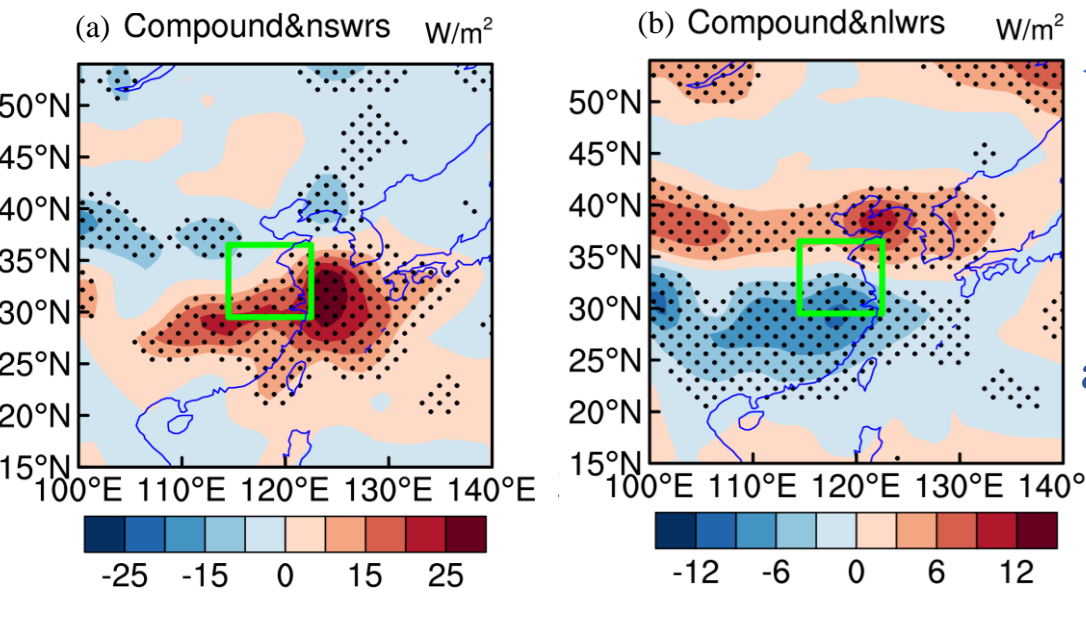 (a) Compound&nswrs W/m²
50°N
45°N
40°N
35°N
30°N
25°N
20°N
15°N
100°E 110°E 120°E 130°E 140°E
-25 -15 0 15 25
(b) Compound&nlwrs W/m²
50°N
45°N
40°N
35°N
30°N
25°N
20°N
15°N
100°E 110°E 120°E 130°E 140°
-12 -6 0 6 12